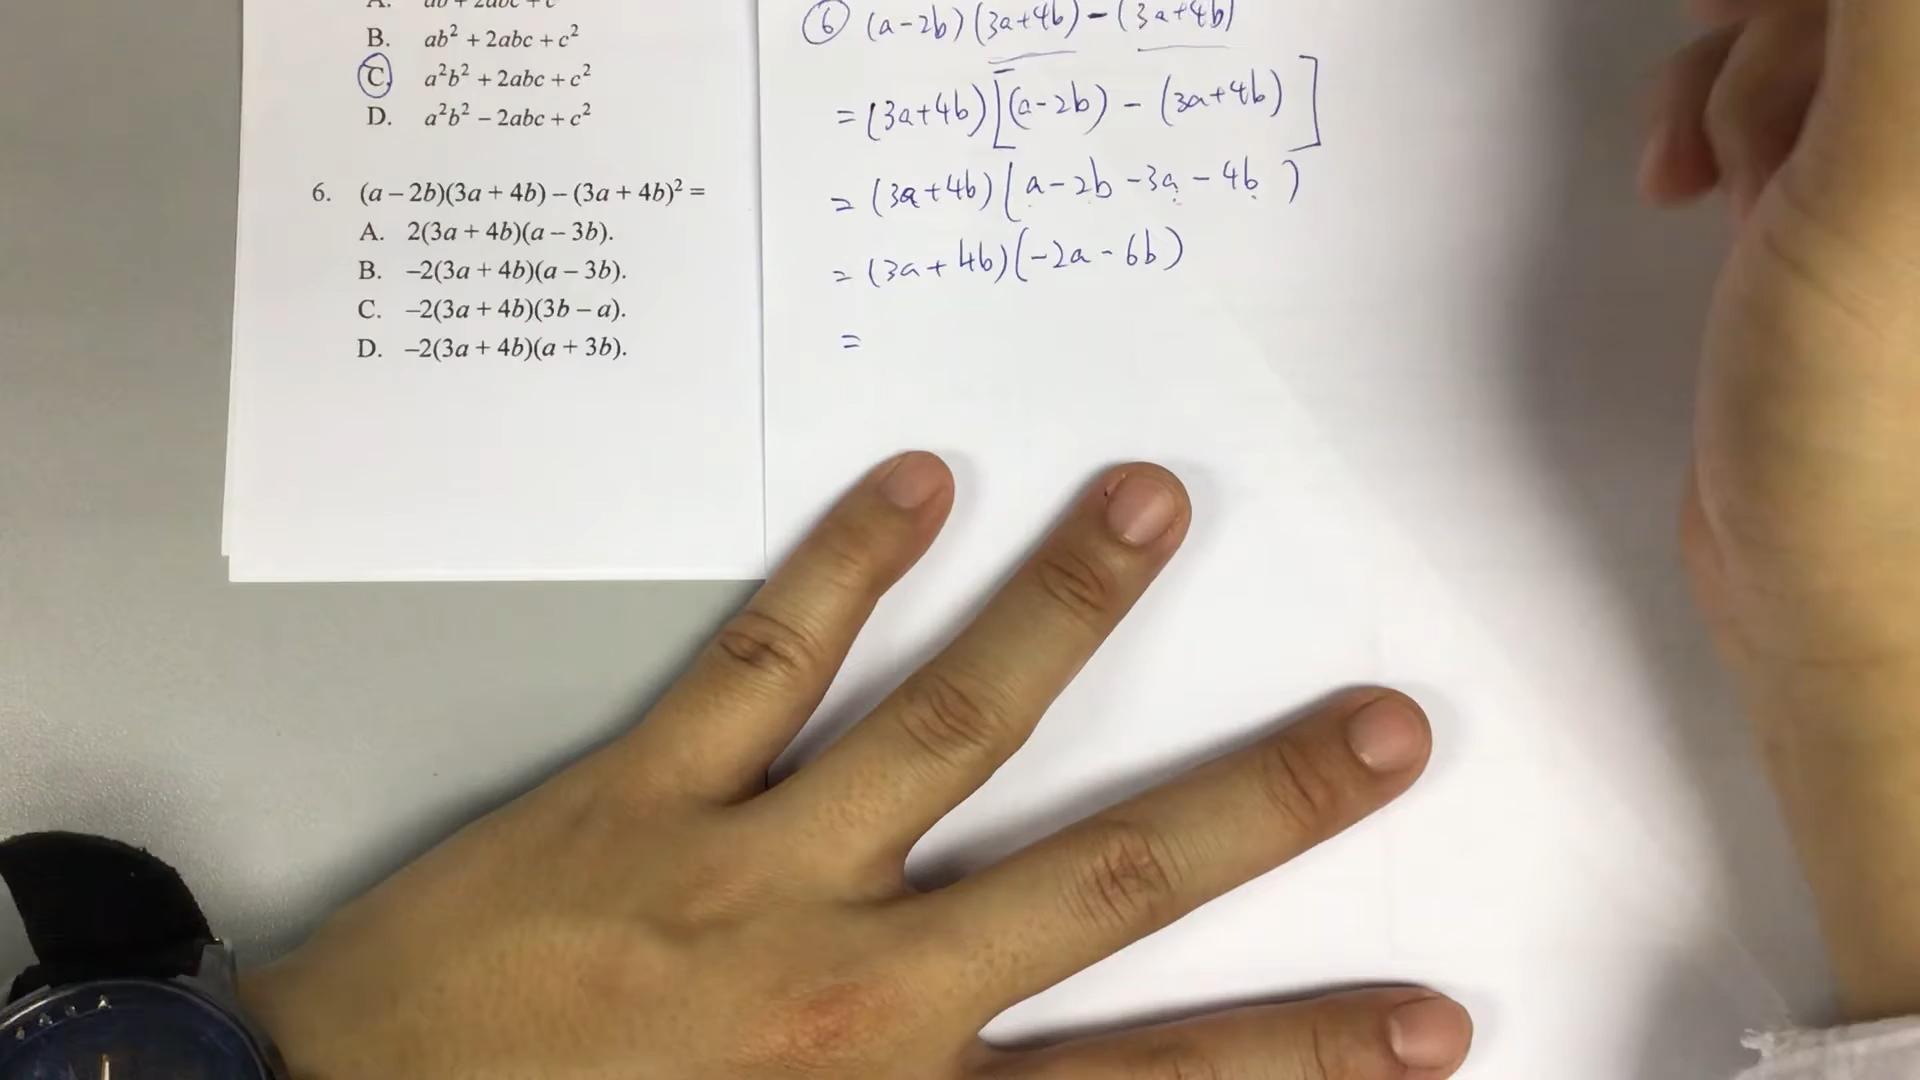 A. ab + 2abc + c
B. ab² + 2abc + c²
C. a²b² + 2abc + c²
D. a²b² – 2abc + c²
6. (a – 2b)(3a + 4b) – (3a + 4b)² =
A. 2(3a + 4b)(a – 3b).
B. –2(3a + 4b)(a – 3b).
C. –2(3a + 4b)(3b – a).
D. –2(3a + 4b)(a + 3b).
⑥ (a-2b)(3a+4b)-(3a+4b)
=(3a+4b)[(a-2b)-(3a+4b)]
=(3a+4b)(a-2b-3a-4b)
=(3a+4b)(-2a-6b)
=